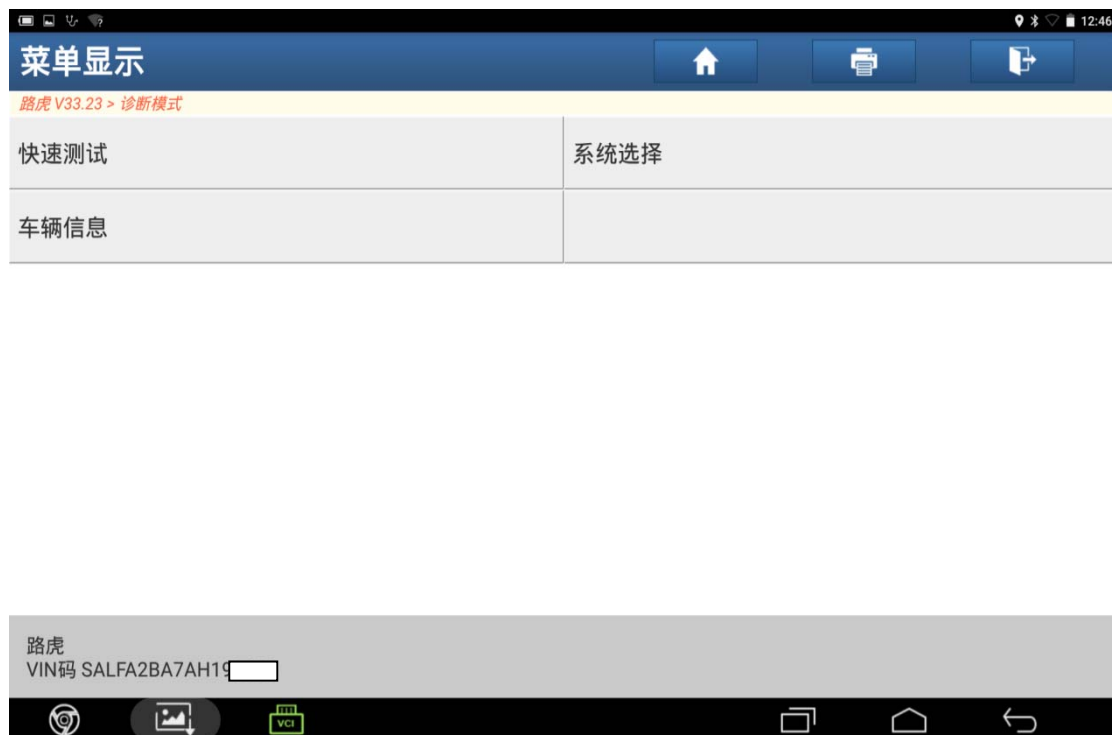 12:46
菜单显示
路虎 V33.23 > 诊断模式
快速测试
系统选择
车辆信息
路虎
VIN码 SALFA2BA7AH19
VCI